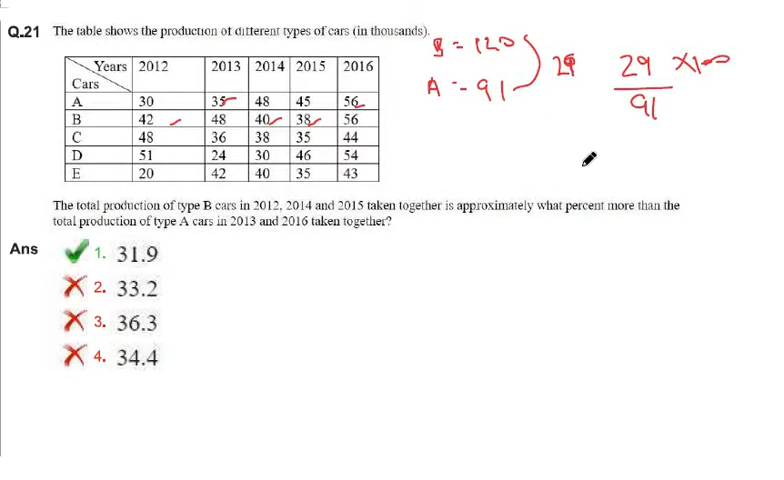 Q.21 The table shows the production of different types of cars (in thousands).
B = 120
A = 91
29
29 × 100
91
Years 2012 2013 2014 2015 2016
Cars
A 30 35 48 45 56
B 42 48 40 38 56
C 48 36 38 35 44
D 51 24 30 46 54
E 20 42 40 35 43
The total production of type B cars in 2012, 2014 and 2015 taken together is approximately what percent more than the
total production of type A cars in 2013 and 2016 taken together?
Ans 1. 31.9
2. 33.2
3. 36.3
4. 34.4